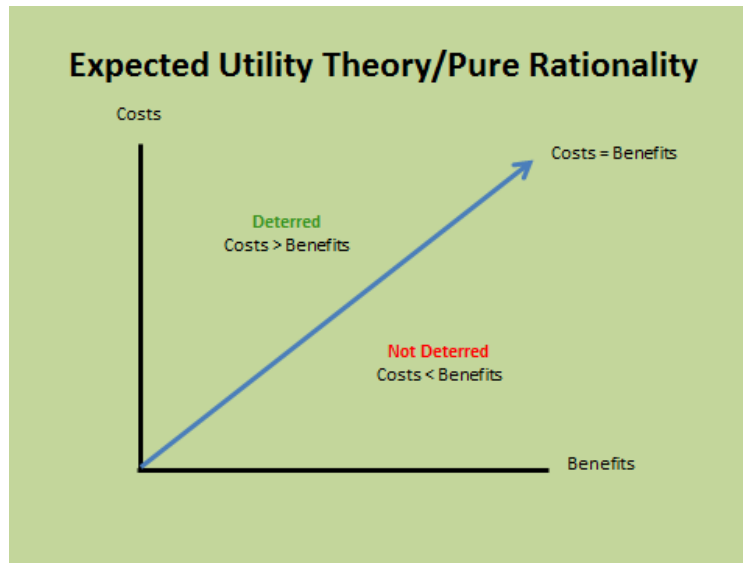 Expected Utility Theory/Pure Rationality
Costs
Costs = Benefits
Deterred
Costs > Benefits
Not Deterred
Costs < Benefits
Benefits